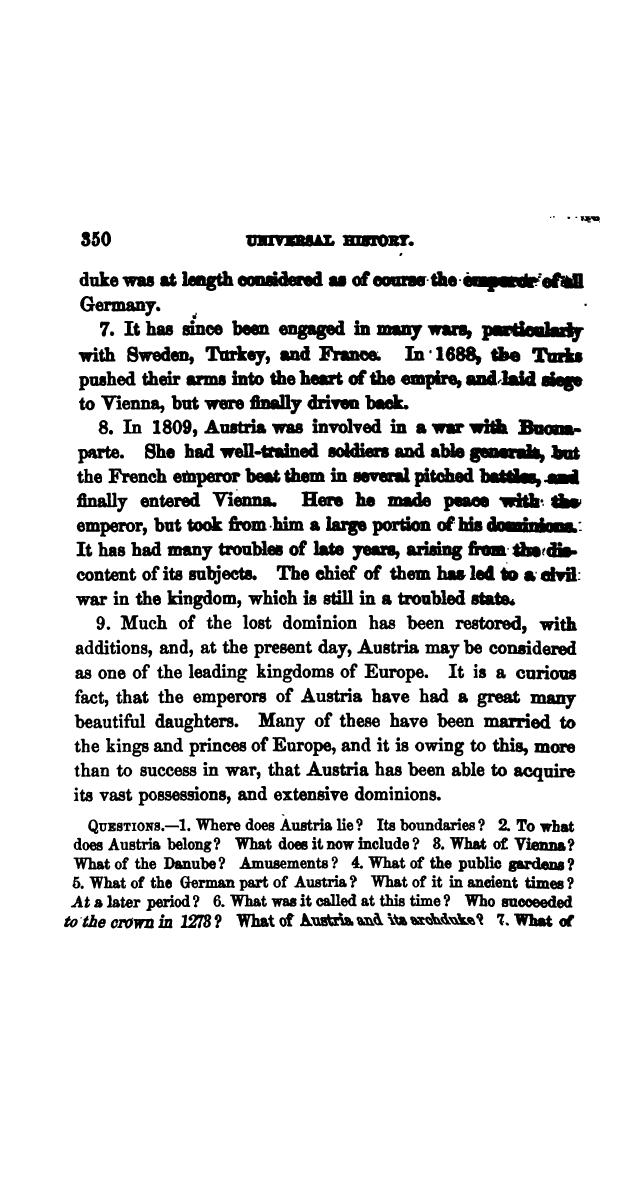 350 UNIVERSAL HISTORY.
duke was at length considered as of course the emperor of all
Germany.
7. It has since been engaged in many wars, particularly
with Sweden, Turkey, and France. In 1688, the Turks
pushed their arms into the heart of the empire, and laid siege
to Vienna, but were finally driven back.
8. In 1809, Austria was involved in a war with Buona-
parte. She had well-trained soldiers and able generals, but
the French emperor beat them in several pitched battles, and
finally entered Vienna. Here he made peace with the
emperor, but took from him a large portion of his dominions.
It has had many troubles of late years, arising from the dis-
content of its subjects. The chief of them has led to a civil
war in the kingdom, which is still in a troubled state.
9. Much of the lost dominion has been restored, with
additions, and, at the present day, Austria may be considered
as one of the leading kingdoms of Europe. It is a curious
fact, that the emperors of Austria have had a great many
beautiful daughters. Many of these have been married to
the kings and princes of Europe, and it is owing to this, more
than to success in war, that Austria has been able to acquire
its vast possessions, and extensive dominions.
QUESTIONS.—1. Where does Austria lie? Its boundaries? 2. To what
does Austria belong? What does it now include? 3. What of Vienna?
What of the Danube? Amusements? 4. What of the public gardens?
5. What of the German part of Austria? What of it in ancient times?
At a later period? 6. What was it called at this time? Who succeeded
to the crown in 1278? What of Austria and its archduke? 7. What of